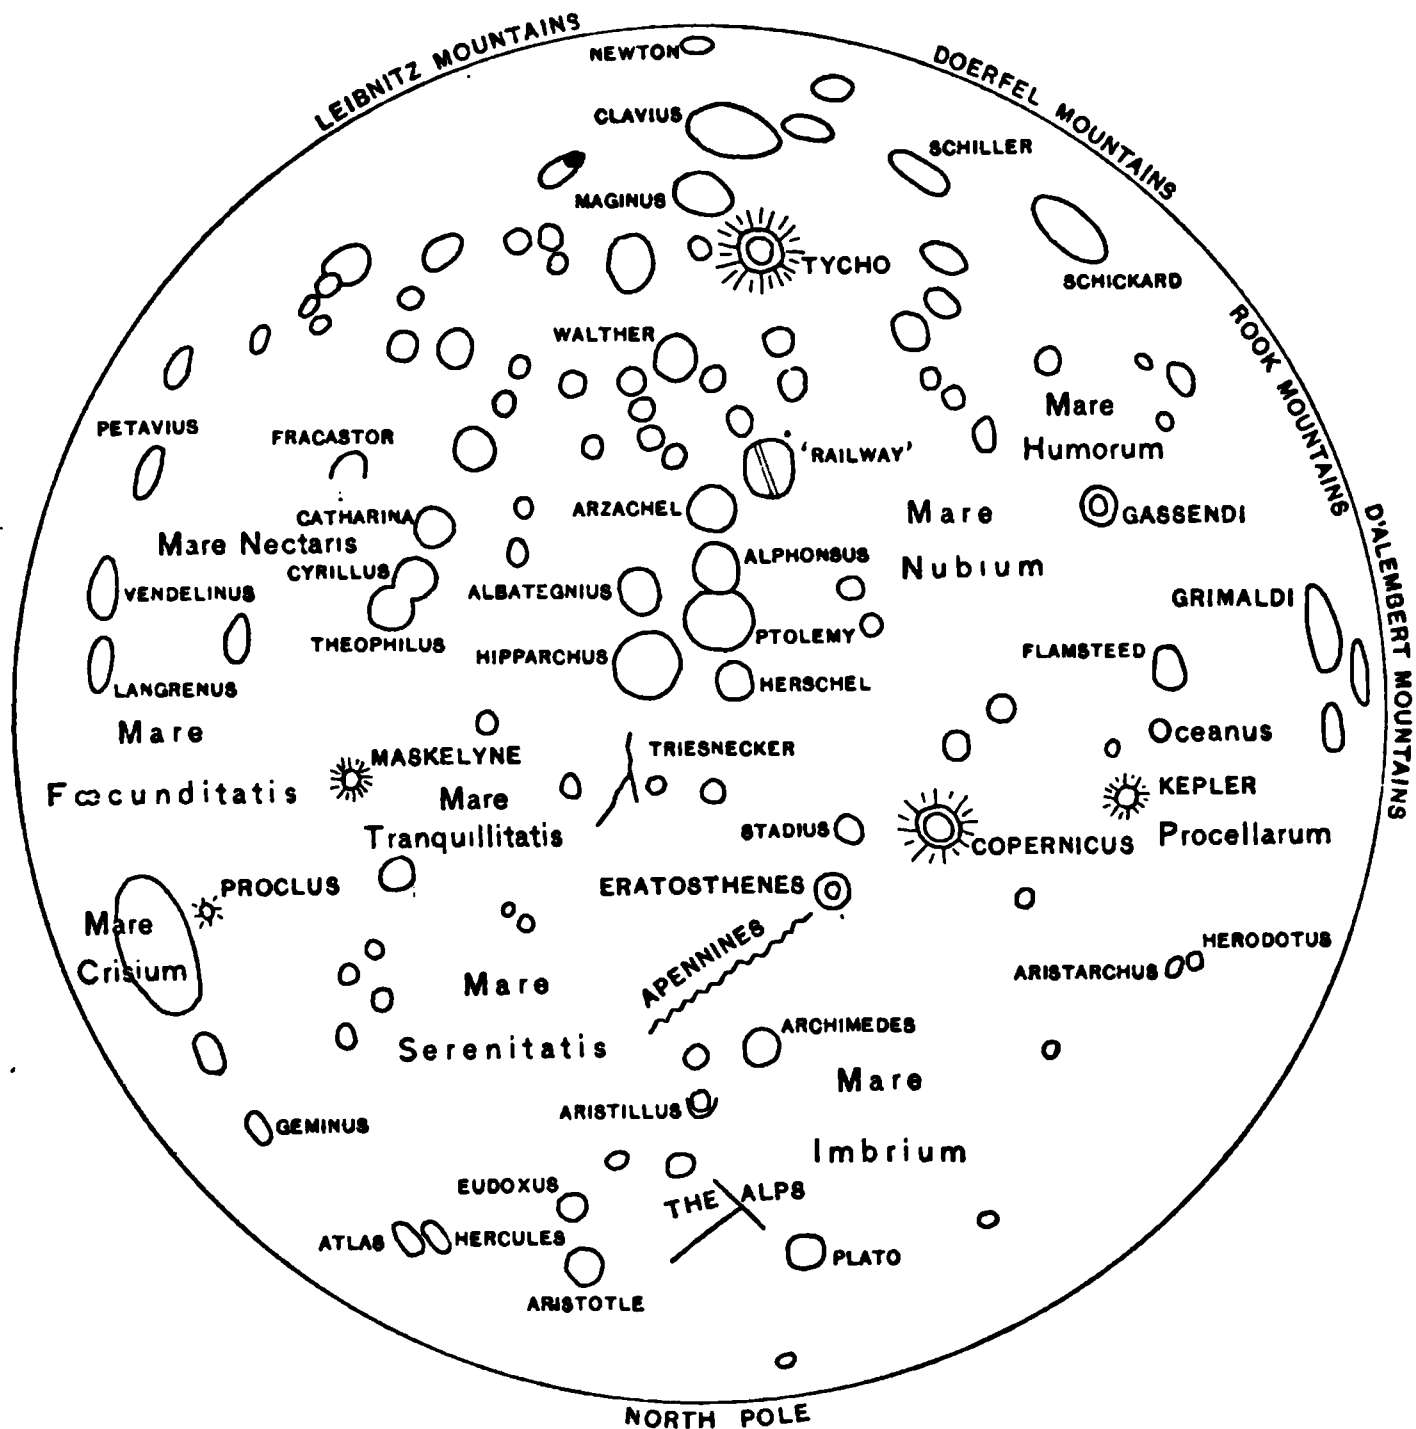 LEIBNITZ MOUNTAINS
NEWTON
DOERFEL MOUNTAINS
CLAVIUS
SCHILLER
MAGINUS
TYCHO
SCHICKARD
ROOK MOUNTAINS
WALTHER
Mare
Humorum
PETAVIUS
FRACASTOR
'RAILWAY'
CATHARINA
ARZACHEL
Mare
Nubium
GASSENDI
D'ALEMBERT MOUNTAINS
Mare Nectaris
CYRILLUS
ALPHONSUS
VENDELINUS
ALBATEGNIUS
GRIMALDI
THEOPHILUS
PTOLEMY
HIPPARCHUS
FLAMSTEED
LANGRENUS
HERSCHEL
Mare
Fœcunditatis
MASKELYNE
TRIESNECKER
Oceanus
Procellarum
KEPLER
Mare
Tranquillitatis
STADIUS
COPERNICUS
PROCLUS
ERATOSTHENES
Mare
Crisium
APENNINES
HERODOTUS
ARISTARCHUS
Mare
Serenitatis
ARCHIMEDES
Mare
Imbrium
ARISTILLUS
GEMINUS
EUDOXUS
THE ALPS
ATLAS
HERCULES
PLATO
ARISTOTLE
NORTH POLE